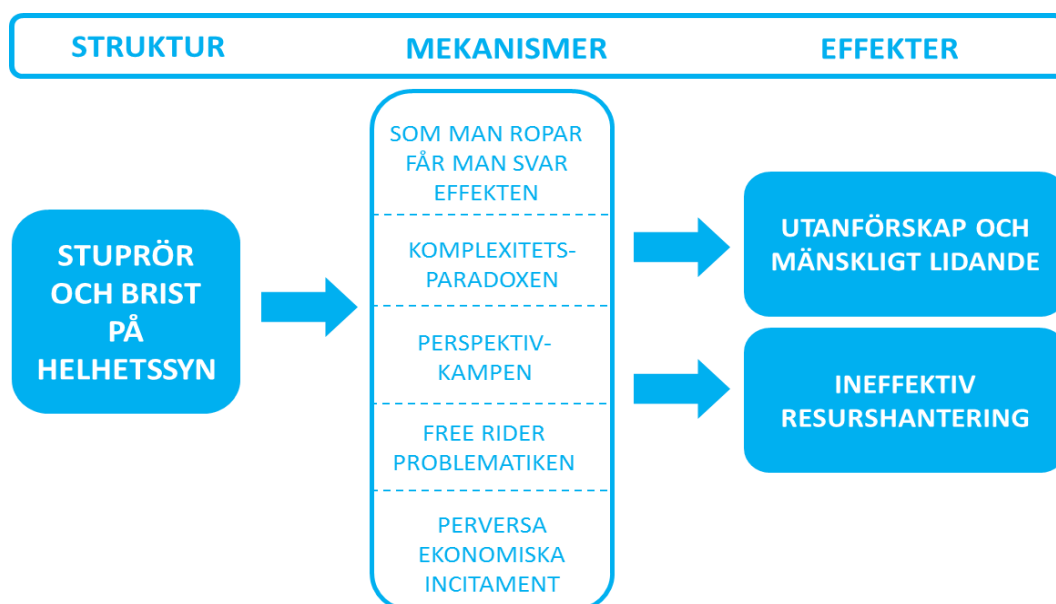 STRUKTUR
MEKANISMER
EFFEKTER
STUPRÖR
OCH BRIST
PÅ
HELHETSSYN
SOM MAN ROPAR
FÅR MAN SVAR
EFFEKTEN
KOMPLEXITETS-
PARADOXEN
PERSPEKTIV-
KAMPEN
FREE RIDER
PROBLEMATIKEN
PERVERSA
EKONOMISKA
INCITAMENT
UTANFÖRSKAP OCH
MÄNSKLIGT LIDANDE
INEFFEKTIV
RESURSHANTERING